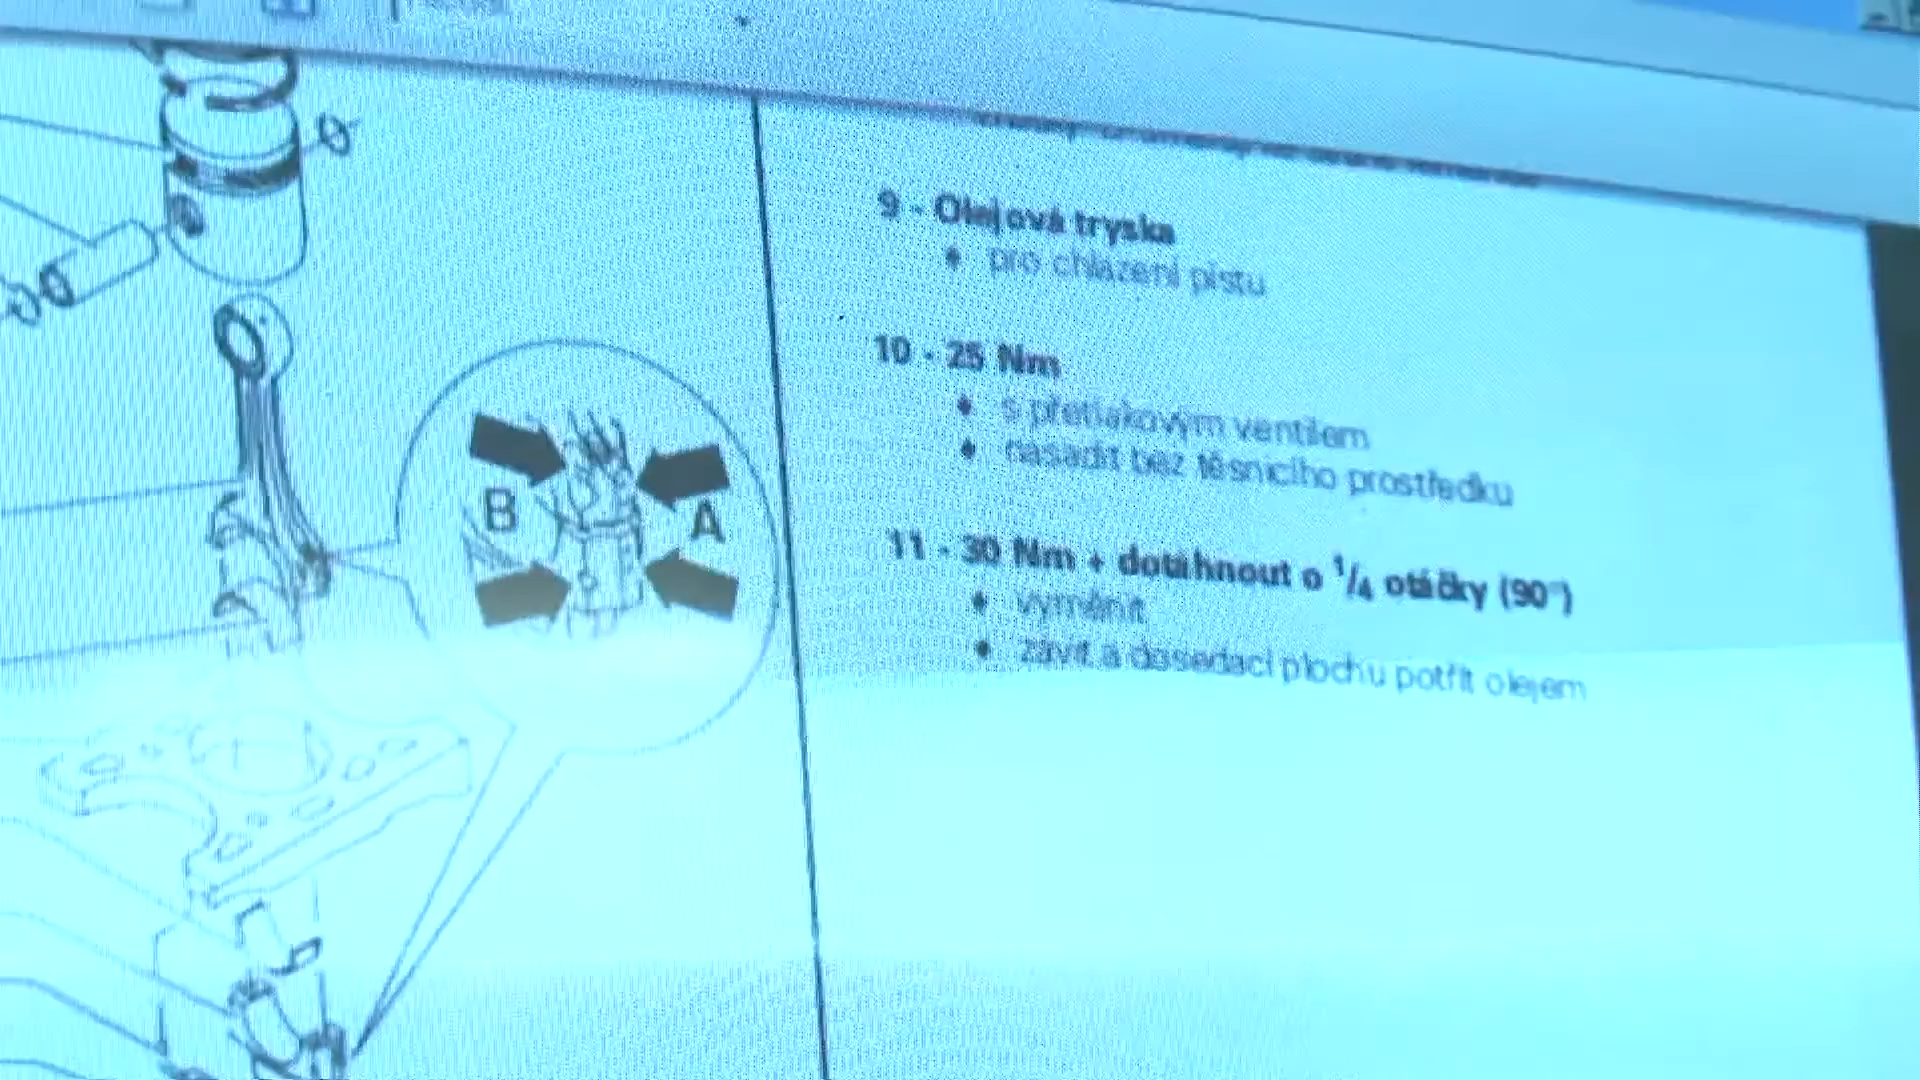 9 - Olejová tryska
♦ pro chlazení pístu
10 - 25 Nm
♦ s přetlakovým ventilem
♦ nasadit bez těsnicího prostředku
11 - 30 Nm + dotáhnout o 1/4 otáčky (90°)
♦ vyměnit
♦ závit a dosedací plochu potřít olejem
B
A